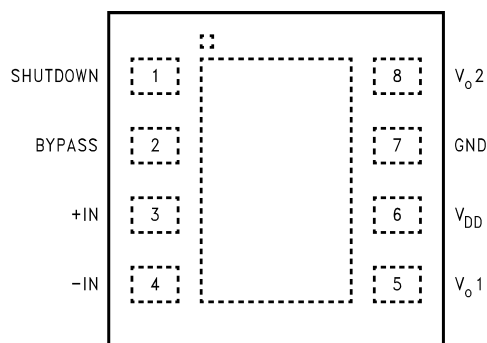 SHUTDOWN 1 8 Vo2
BYPASS 2 7 GND
+IN 3 6 VDD
-IN 4 5 Vo1